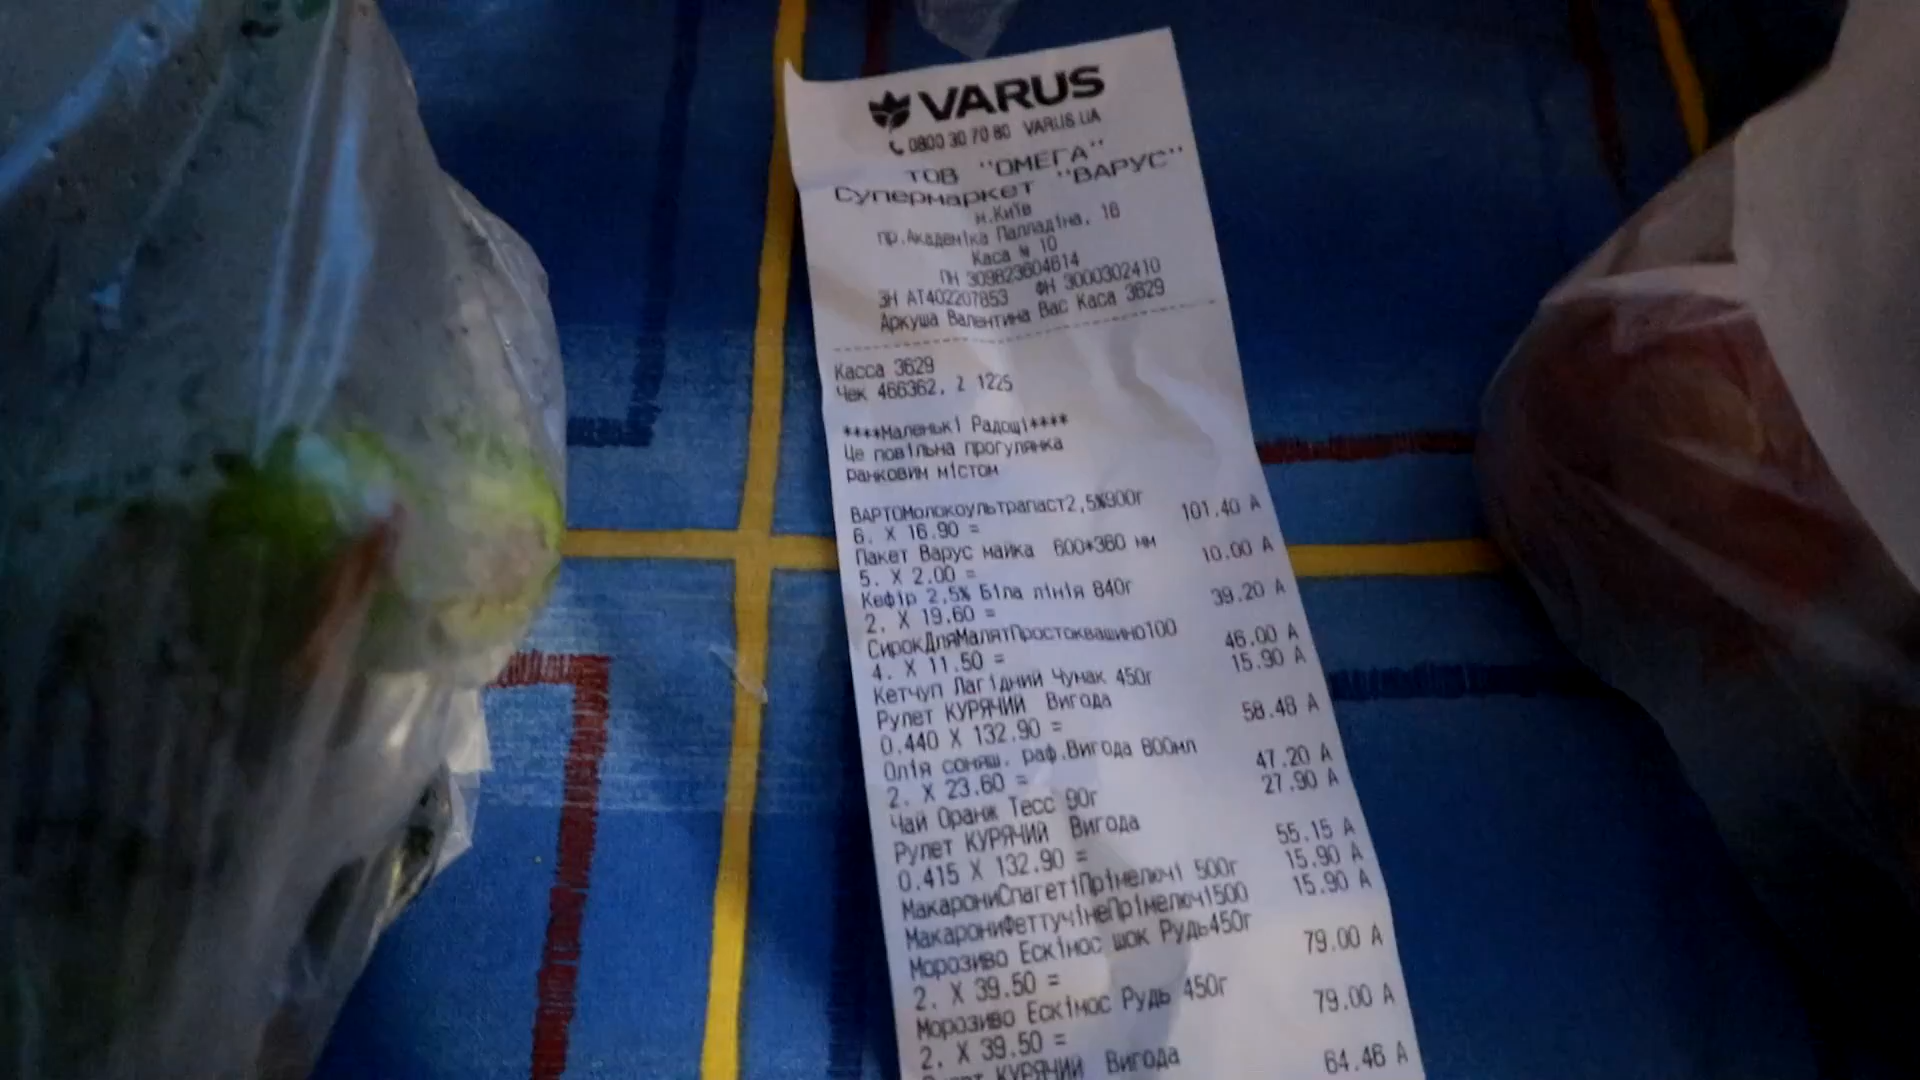 VARUS
0800 30 70 80 VARUS.UA
ТОВ "ОМЕГА"
Супермаркет "ВАРУС"
м.Київ
пр.Академіка Палладіна, 16
Каса № 10
ПН 309823604614
ЗН АТ402207853 ФН 3000302410
Аркуша Валентина Вас Каса 3629
Касса 3629
Чек 466362, Z 1225
****Маленькі Радощі****
Це повільна прогулянка
ранковим містом
ВАРТОМолокоультрапаст2,5%900г
6. X 16.90 = 101.40 А
Пакет Варус майка 600*360 мм
5. X 2.00 = 10.00 А
Кефір 2,5% Біла лінія 840г
2. X 19.60 = 39.20 А
СирокДляМалятПростоквашино100
4. X 11.50 = 46.00 А
Кетчуп Лагідний Чумак 450г 15.90 А
Рулет КУРЯЧИЙ Вигода
0.440 X 132.90 = 58.48 А
Олія соняш. раф.Вигода 800мл
2. X 23.60 = 47.20 А
Чай Оранж Тесс 90г 27.90 А
Рулет КУРЯЧИЙ Вигода
0.415 X 132.90 = 55.15 А
МакарониСпагетіПрімелючі 500г 15.90 А
МакарониФеттучінеПрімелюч1500 15.90 А
Морозиво Ескімос шок Рудь450г
2. X 39.50 = 79.00 А
Морозиво Ескімос Рудь 450г
2. X 39.50 = 79.00 А
Рулет КУРЯЧИЙ Вигода
64.46 А